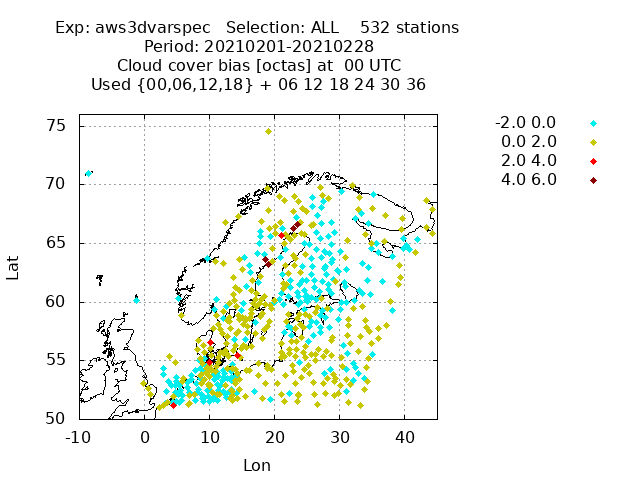 Exp: aws3dvarspec   Selection: ALL    532 stations
Period: 20210201-20210228
Cloud cover bias [octas] at  00 UTC
Used {00,06,12,18} + 06 12 18 24 30 36
-2.0 0.0
0.0 2.0
2.0 4.0
4.0 6.0
75
70
65
60
55
50
Lat
-10 0 10 20 30 40
Lon